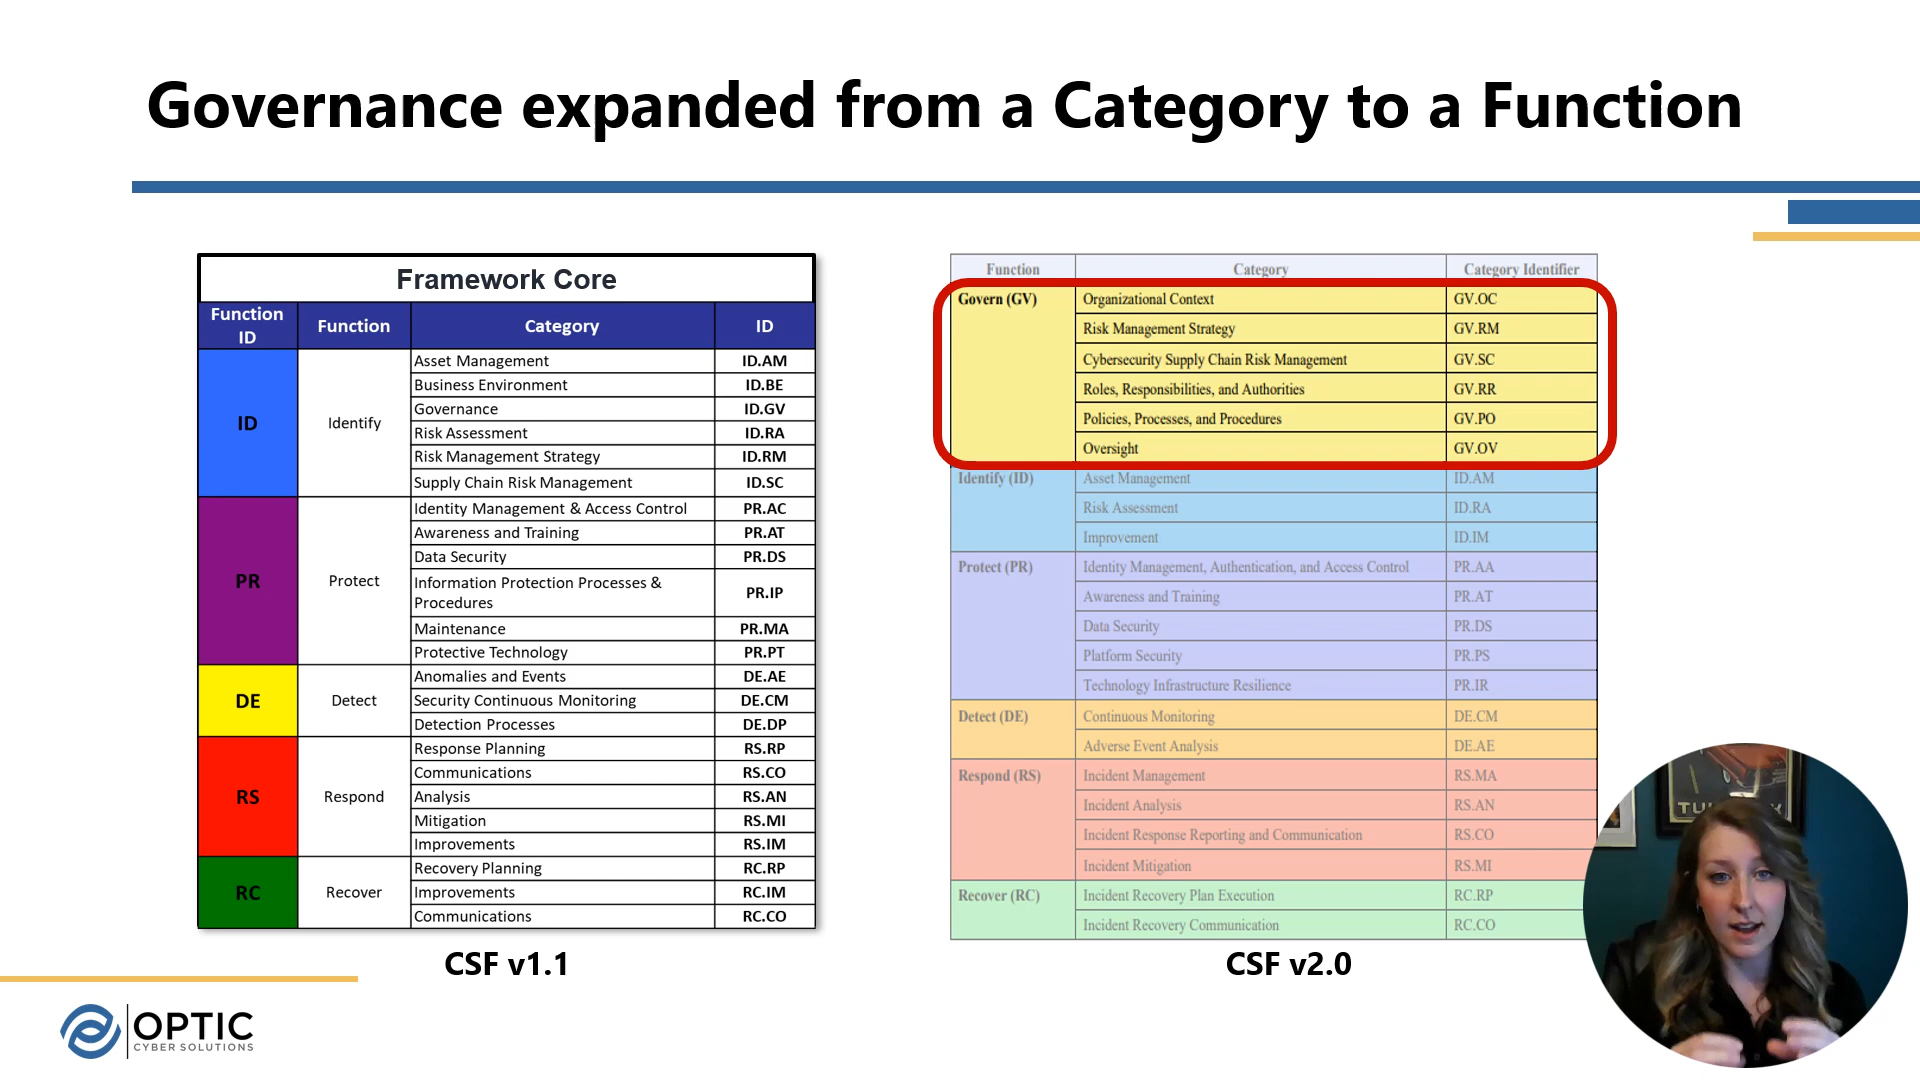 Governance expanded from a Category to a Function
Framework Core
Function ID Function Category ID
ID Identify Asset Management ID.AM
Business Environment ID.BE
Governance ID.GV
Risk Assessment ID.RA
Risk Management Strategy ID.RM
Supply Chain Risk Management ID.SC
PR Protect Identity Management & Access Control PR.AC
Awareness and Training PR.AT
Data Security PR.DS
Information Protection Processes &
Procedures PR.IP
Maintenance PR.MA
Protective Technology PR.PT
DE Detect Anomalies and Events DE.AE
Security Continuous Monitoring DE.CM
Detection Processes DE.DP
RS Respond Response Planning RS.RP
Communications RS.CO
Analysis RS.AN
Mitigation RS.MI
Improvements RS.IM
RC Recover Recovery Planning RC.RP
Improvements RC.IM
Communications RC.CO
CSF v1.1
Function Category Category Identifier
Govern (GV) Organizational Context GV.OC
Risk Management Strategy GV.RM
Cybersecurity Supply Chain Risk Management GV.SC
Roles, Responsibilities, and Authorities GV.RR
Policies, Processes, and Procedures GV.PO
Oversight GV.OV
Identify (ID) Asset Management ID.AM
Risk Assessment ID.RA
Improvement ID.IM
Protect (PR) Identity Management, Authentication, and Access Control PR.AA
Awareness and Training PR.AT
Data Security PR.DS
Platform Security PR.PS
Technology Infrastructure Resilience PR.IR
Detect (DE) Continuous Monitoring DE.CM
Adverse Event Analysis DE.AE
Respond (RS) Incident Management RS.MA
Incident Analysis RS.AN
Incident Response Reporting and Communication RS.CO
Incident Mitigation RS.MI
Recover (RC) Incident Recovery Plan Execution RC.RP
Incident Recovery Communication RC.CO
CSF v2.0
OPTIC
CYBER SOLUTIONS